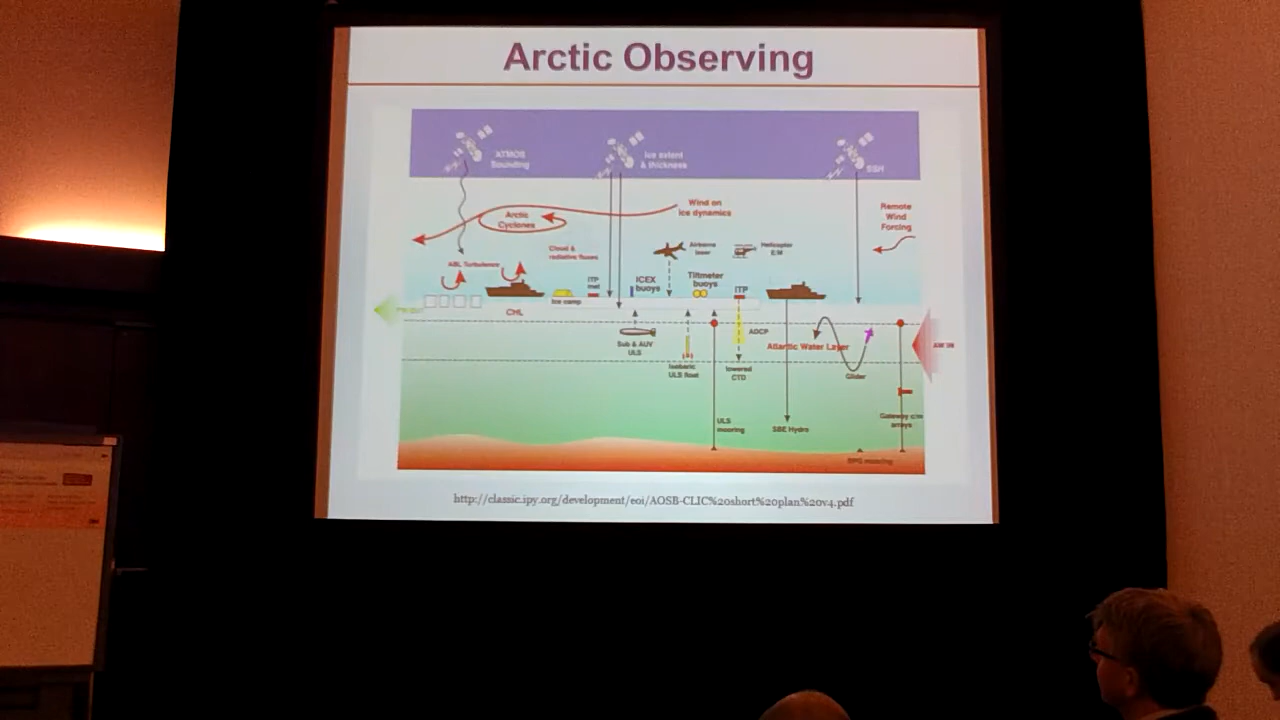 Arctic Observing
ATMOS
Sounding
Ice extent
& thickness
SSH
Wind on
ice dynamics
Remote
Wind
Forcing
Arctic
Cyclones
Cloud &
radiative fluxes
Airborne
laser
Helicopter
E/M
ABL Turbulence
ITP
met
ICEX
buoys
Tiltmeter
buoys
ITP
Ice camp
CML
Sub & AUV
ULS
ADCP
Atlantic Water Layer
Isobaric
ULS float
lowered
CTD
Glider
ULS
mooring
SBE Hydro
Gateway c/m
arrays
mooring
http://classic.ipy.org/development/eoi/AOSB-CLIC%20short%20plan%20v4.pdf